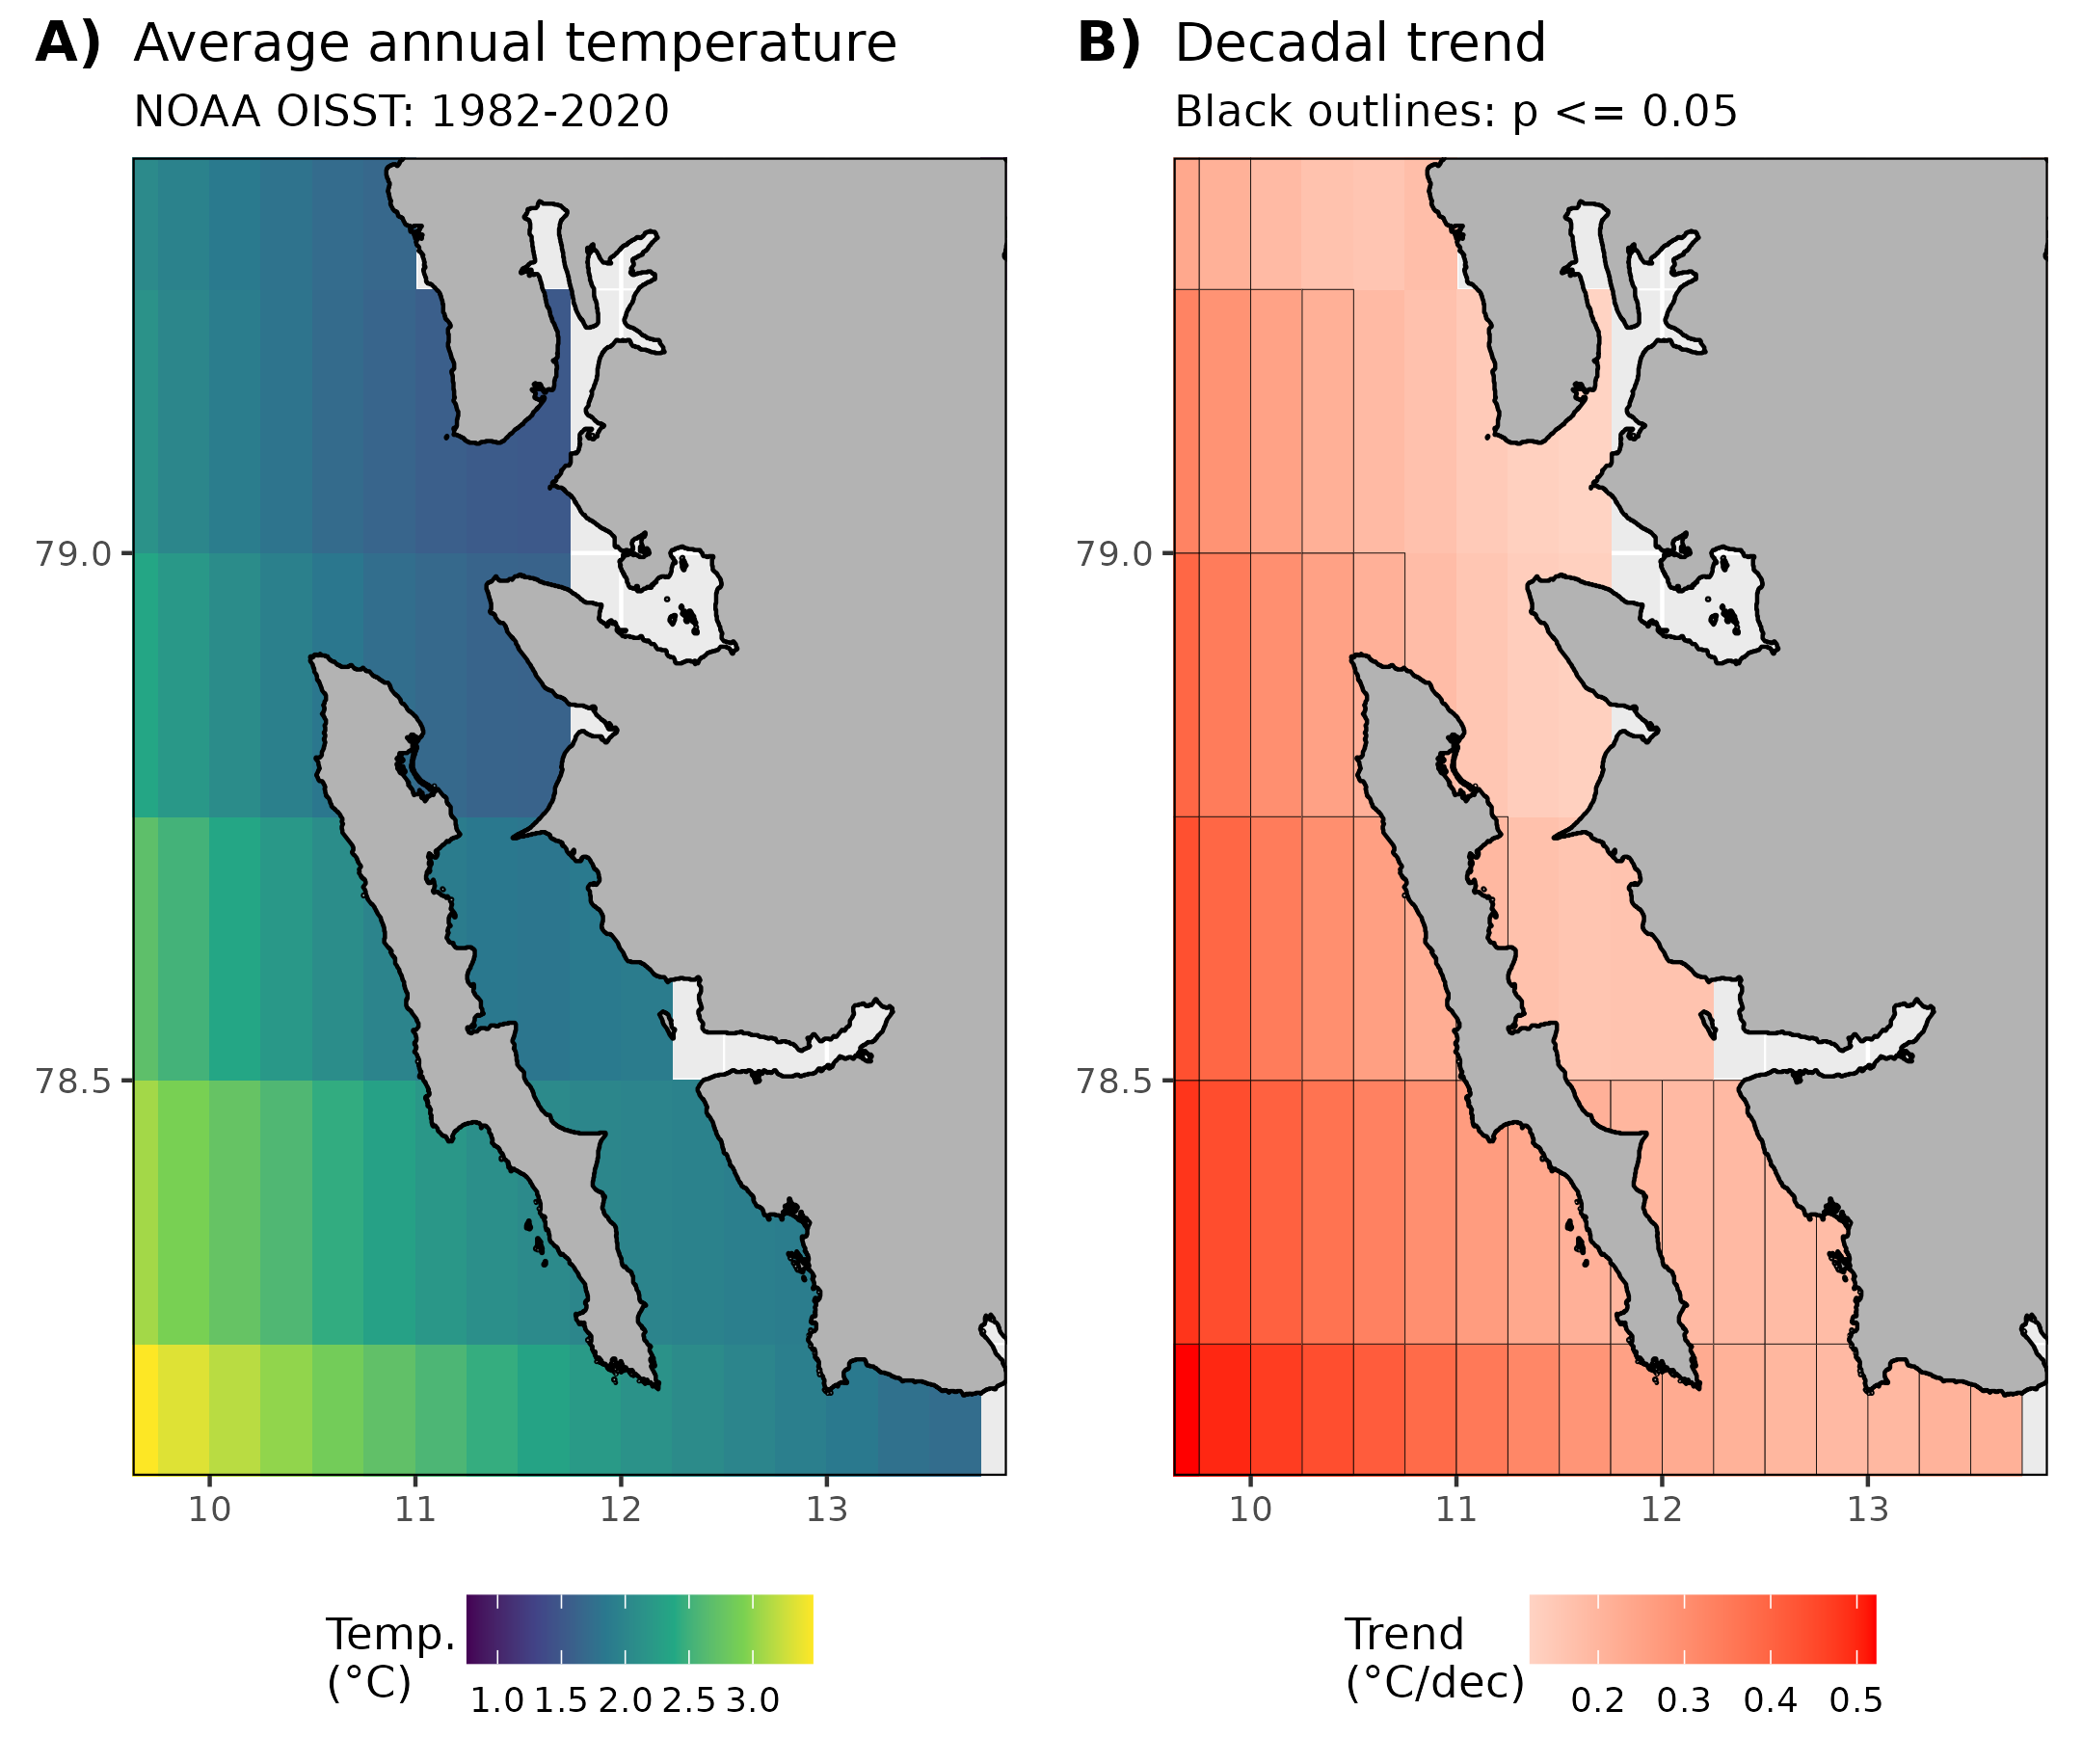 A) Average annual temperature
NOAA OISST: 1982-2020
79.0
78.5
10 11 12 13
Temp.
(°C)
1.0 1.5 2.0 2.5 3.0
B) Decadal trend
Black outlines: p <= 0.05
79.0
78.5
10 11 12 13
Trend
(°C/dec)
0.2 0.3 0.4 0.5